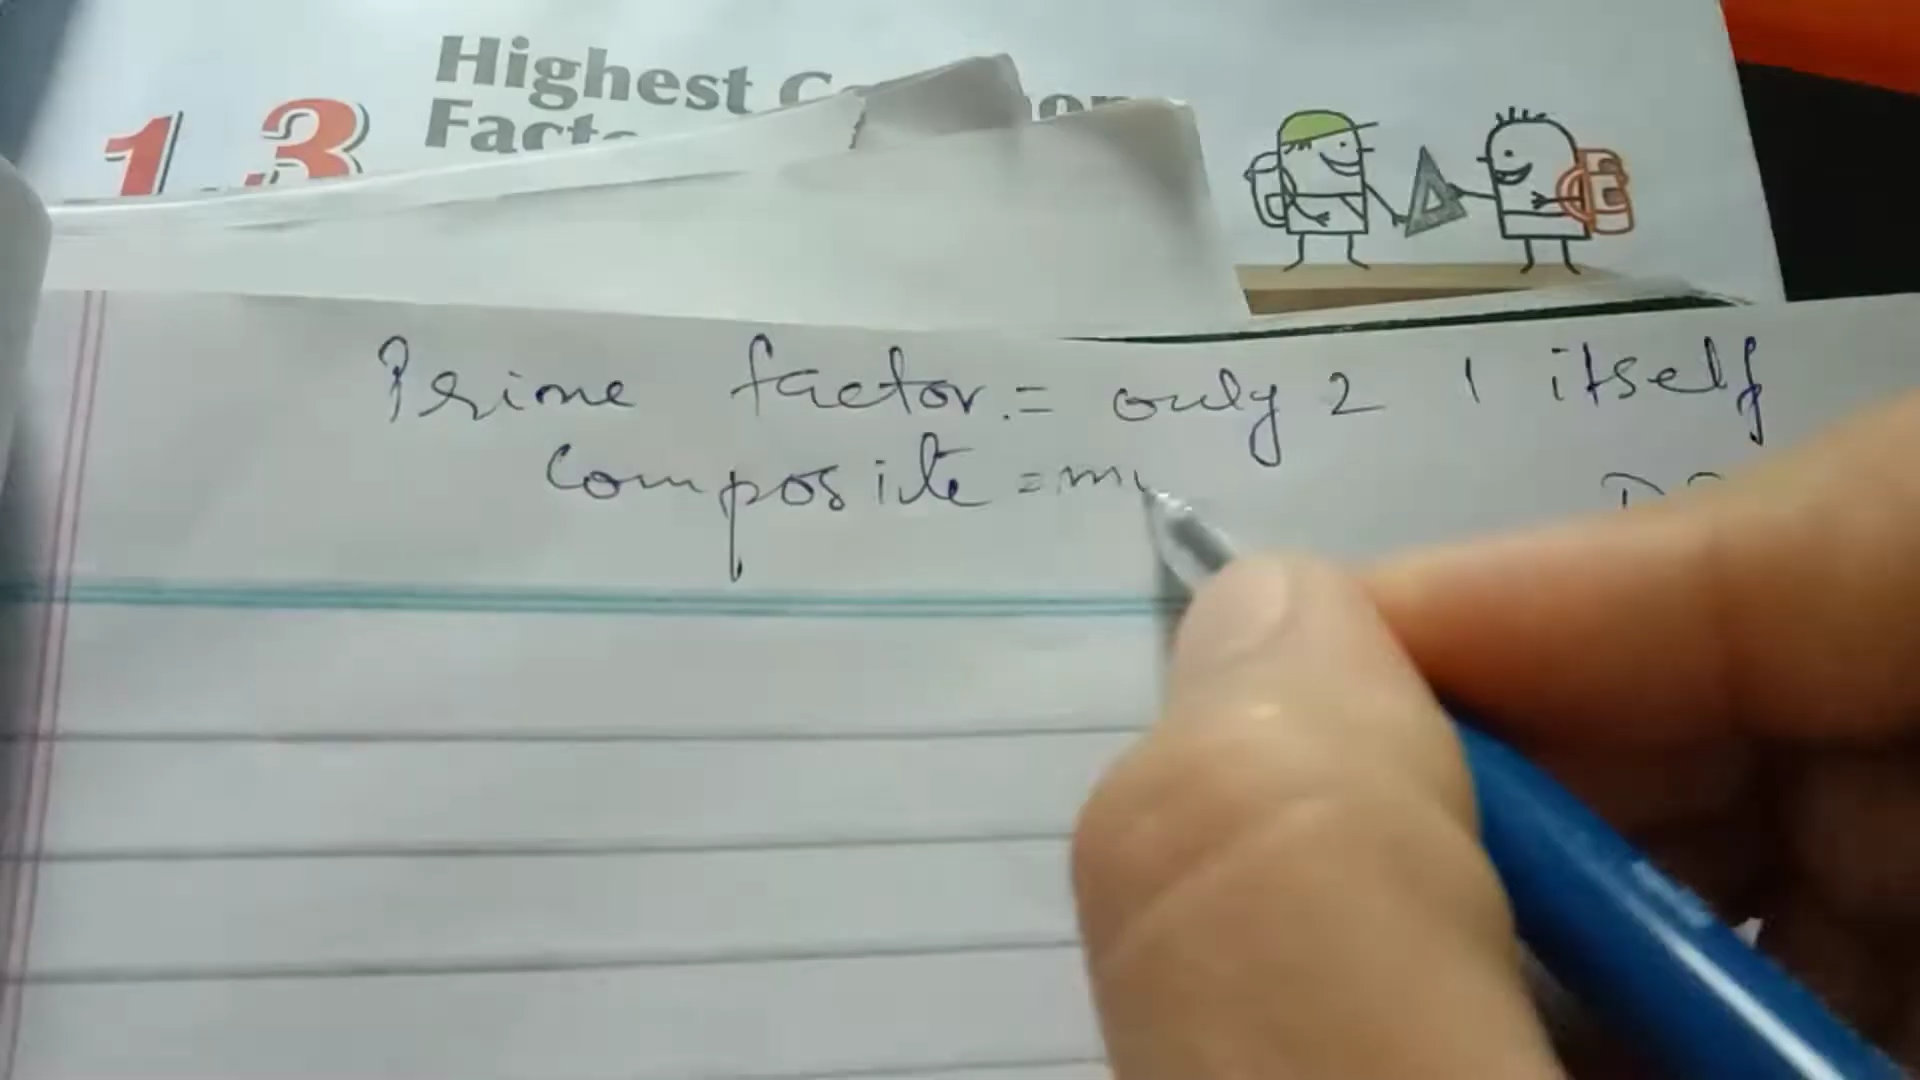 1.3
Highest
Prime factor. = only 2 1 itself
composite = m